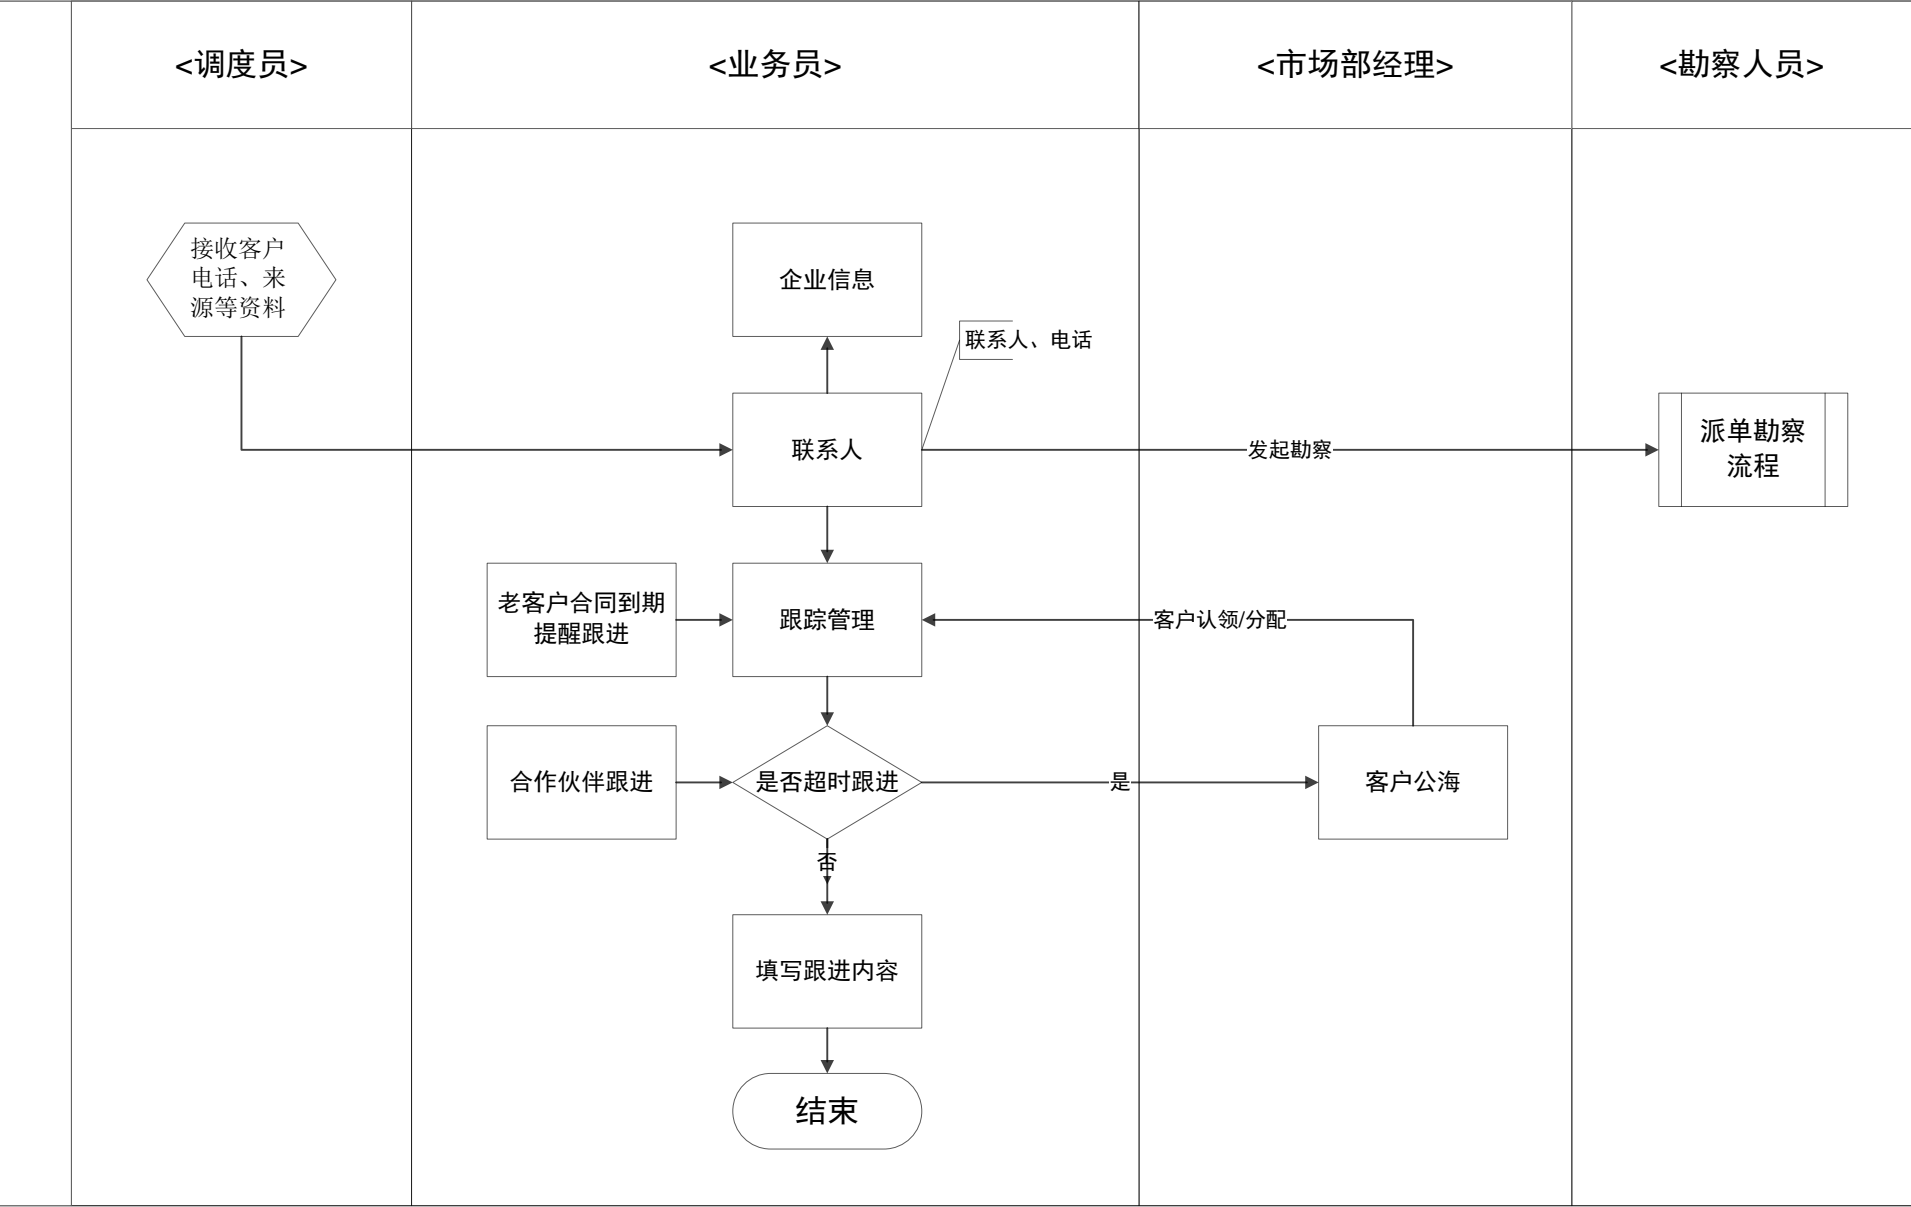 <调度员>
<业务员>
<市场部经理>
<勘察人员>
接收客户
电话、来
源等资料
企业信息
联系人、电话
联系人
发起勘察
派单勘察
流程
老客户合同到期
提醒跟进
跟踪管理
客户认领/分配
合作伙伴跟进
是否超时跟进
是
客户公海
否
填写跟进内容
结束